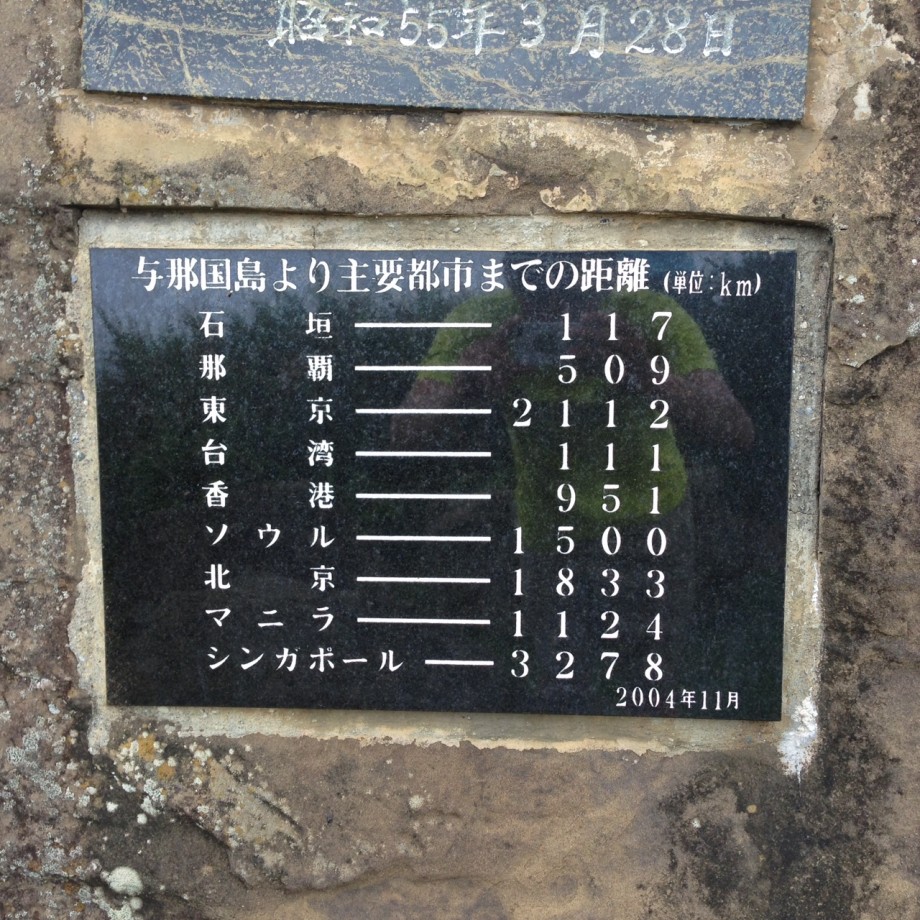 昭和55年3月28日
与那国島より主要都市までの距離(単位:km)
石垣 ── 117
那覇 ── 509
東京 ── 2112
台湾 ── 111
香港 ── 951
ソウル ── 1500
北京 ── 1833
マニラ ── 1124
シンガポール ── 3278
2004年11月